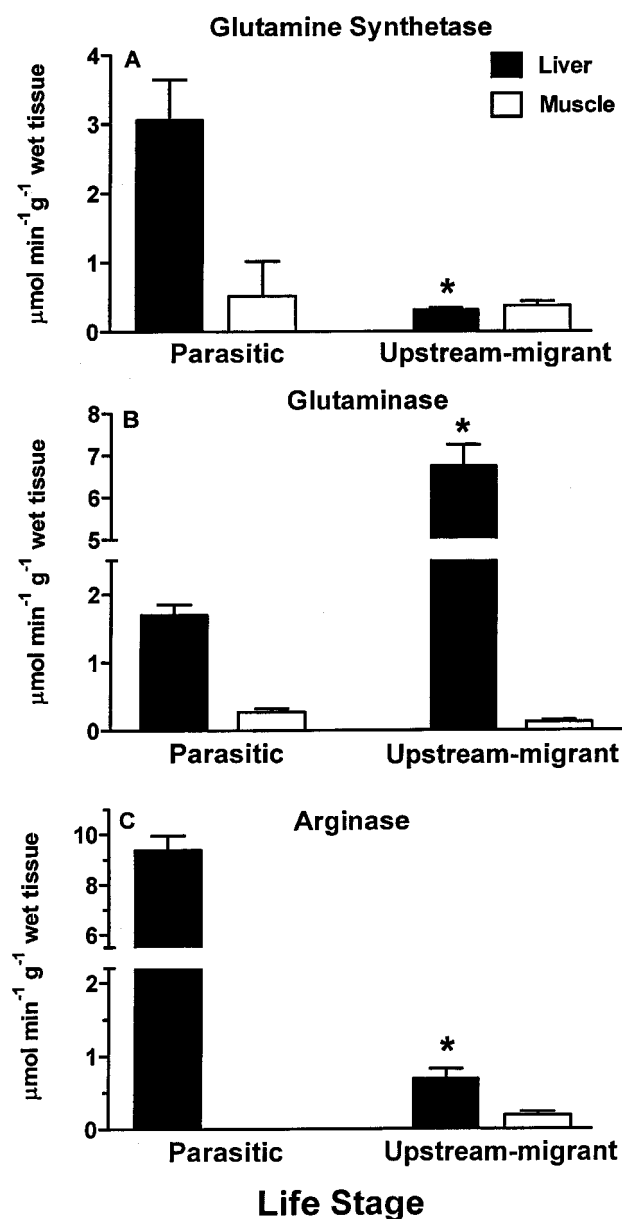 Glutamine Synthetase
A
Liver
Muscle
4
3
2
1
0
μmol min⁻¹ g⁻¹ wet tissue
*
Parasitic
Upstream-migrant
Glutaminase
B
8
7
6
5
2
1
0
μmol min⁻¹ g⁻¹ wet tissue
*
Parasitic
Upstream-migrant
Arginase
C
10
8
6
2
1
0
μmol min⁻¹ g⁻¹ wet tissue
*
Parasitic
Upstream-migrant
Life Stage